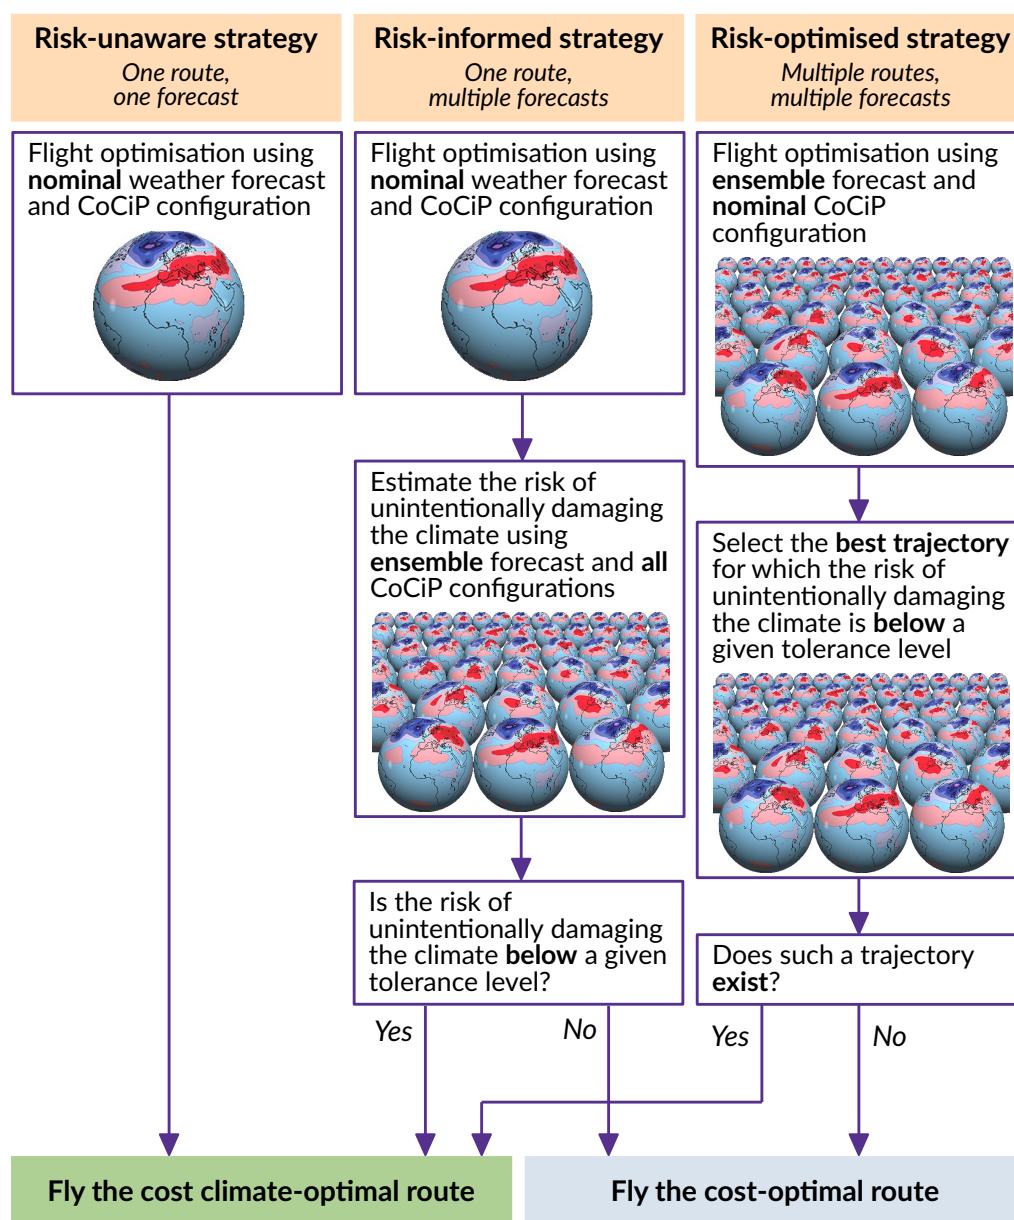 Risk-unaware strategy
One route,
one forecast
Flight optimisation using
nominal weather forecast
and CoCiP configuration
Risk-informed strategy
One route,
multiple forecasts
Flight optimisation using
nominal weather forecast
and CoCiP configuration
Estimate the risk of
unintentionally damaging
the climate using
ensemble forecast and all
CoCiP configurations
Is the risk of
unintentionally damaging
the climate below a given
tolerance level?
Yes
No
Risk-optimised strategy
Multiple routes,
multiple forecasts
Flight optimisation using
ensemble forecast and
nominal CoCiP
configuration
Select the best trajectory
for which the risk of
unintentionally damaging
the climate is below a
given tolerance level
Does such a trajectory
exist?
Yes
No
Fly the cost climate-optimal route
Fly the cost-optimal route